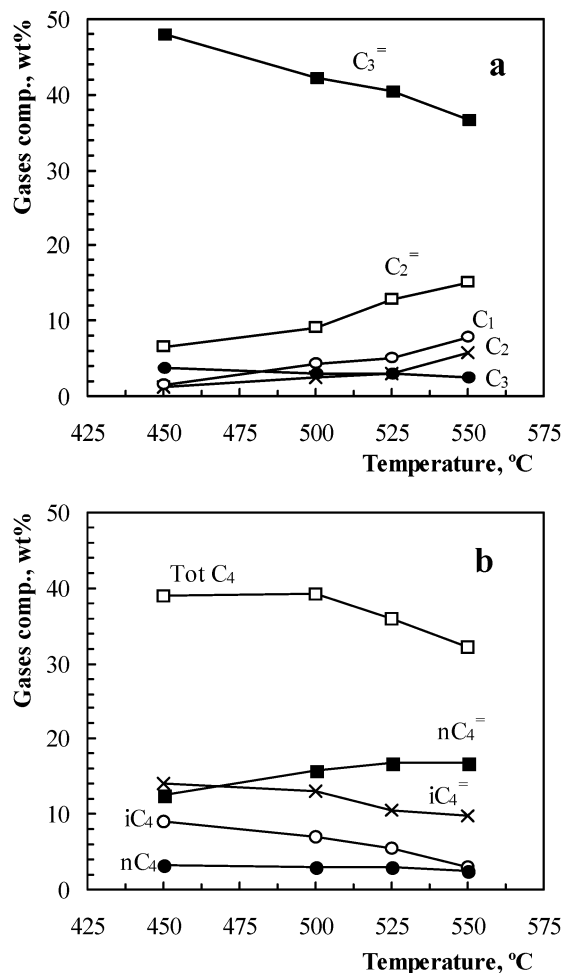 50
a
C₃⁼
40
Gases comp., wt%
30
20
C₂⁼
10
C₁
C₂
C₃
0
425 450 475 500 525 550 575
Temperature, ºC
50
b
Tot C₄
40
Gases comp., wt%
30
20
nC₄⁼
iC₄⁼
10
iC₄
nC₄
0
425 450 475 500 525 550 575
Temperature, ºC